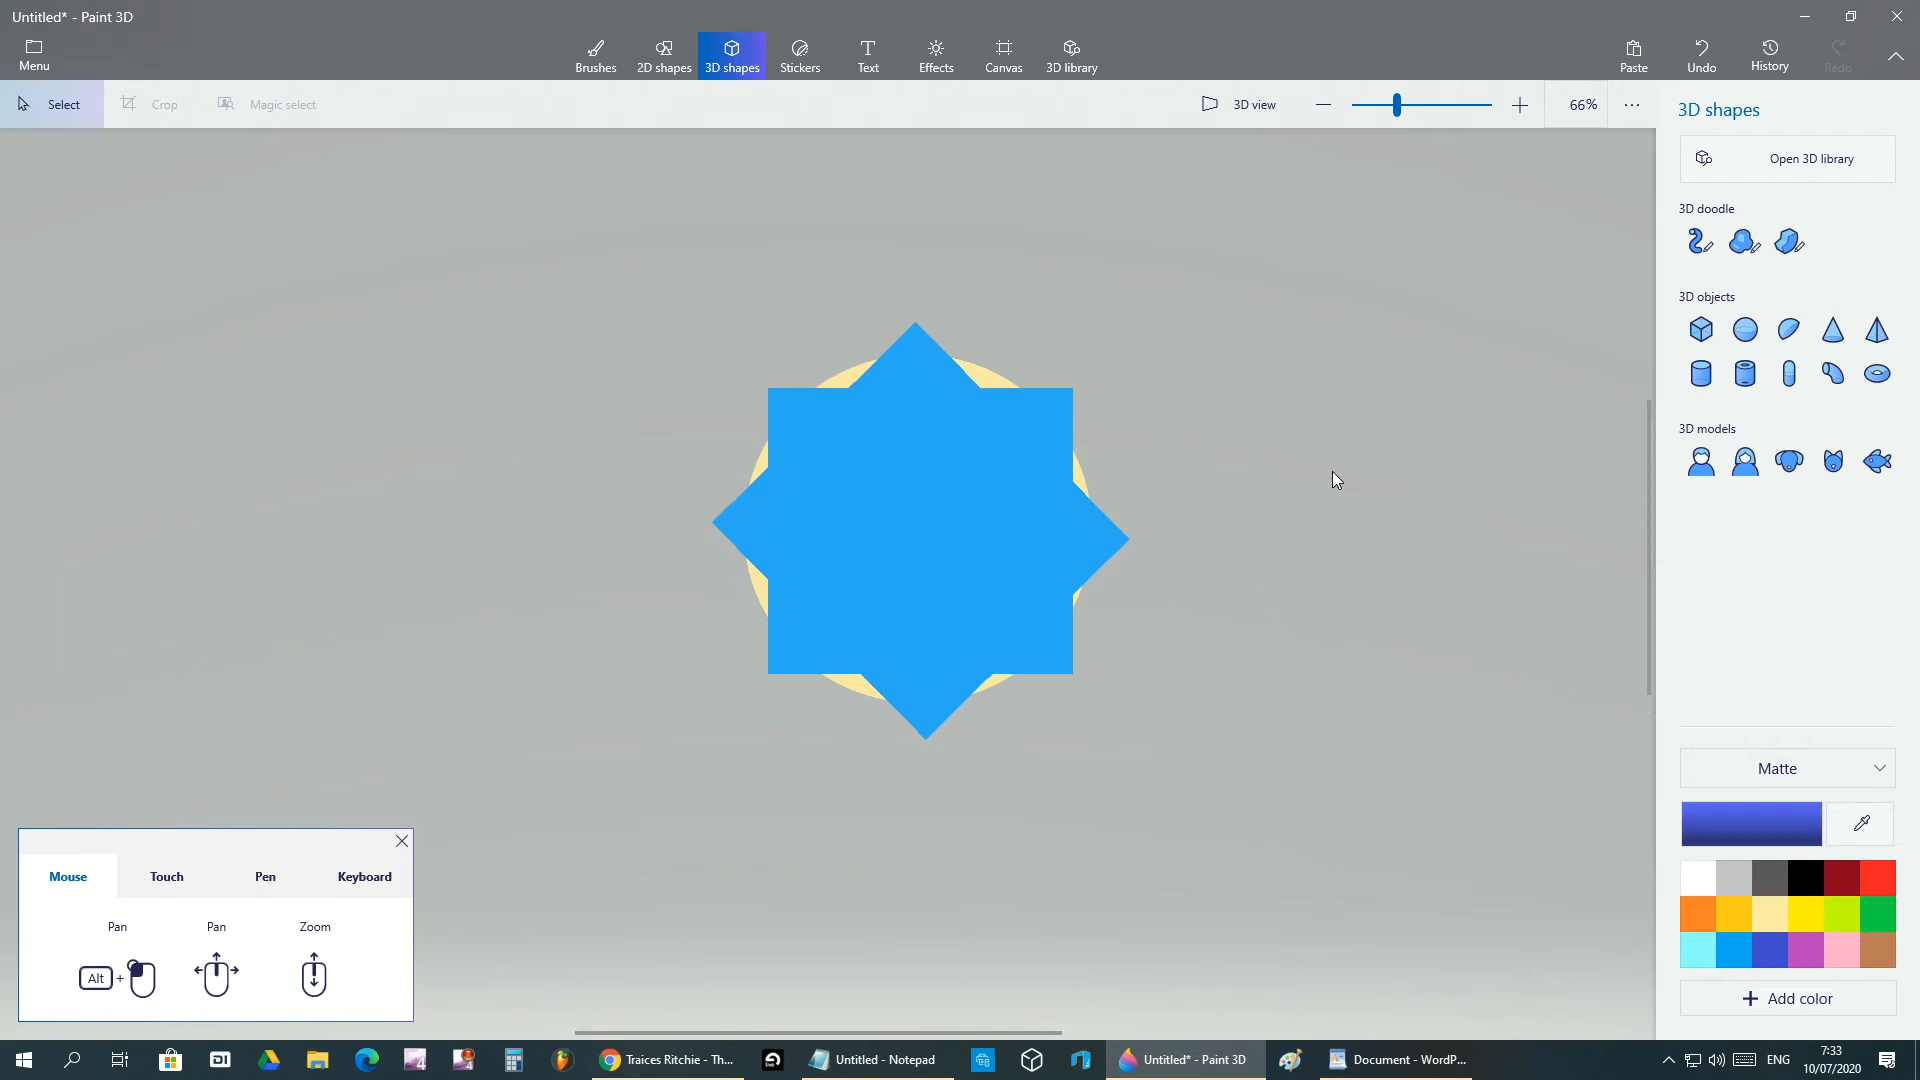 Untitled* - Paint 3D
Menu
Brushes
2D shapes
3D shapes
Stickers
Text
Effects
Canvas
3D library
Paste
Undo
History
Redo
Select
Crop
Magic select
3D view
66%
3D shapes
Open 3D library
3D doodle
3D objects
3D models
Matte
Add color
Mouse
Touch
Pen
Keyboard
Pan
Pan
Zoom
Alt +
DI
4
4
Traices Ritchie - Th...
Untitled - Notepad
Untitled* - Paint 3D
Document - WordP...
ENG
7:33
10/07/2020